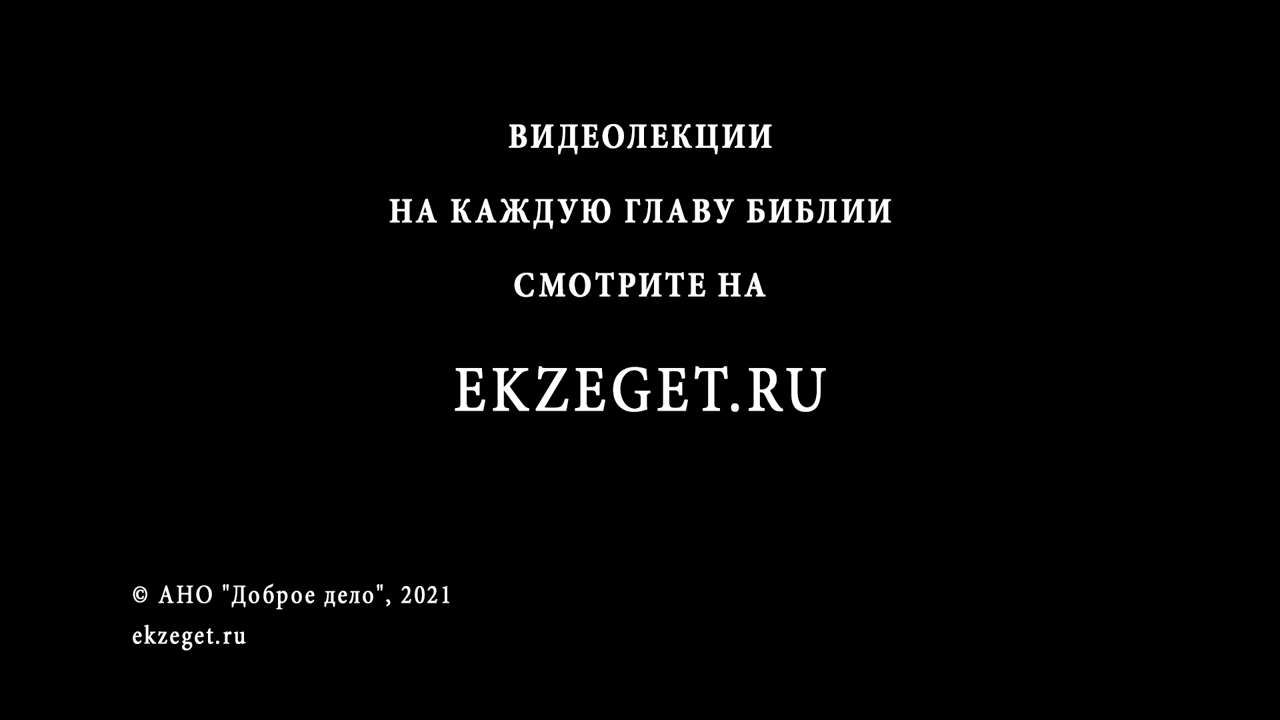 ВИДЕОЛЕКЦИИ
НА КАЖДУЮ ГЛАВУ БИБЛИИ
СМОТРИТЕ НА
EKZEGET.RU
© АНО "Доброе дело", 2021
ekzeget.ru